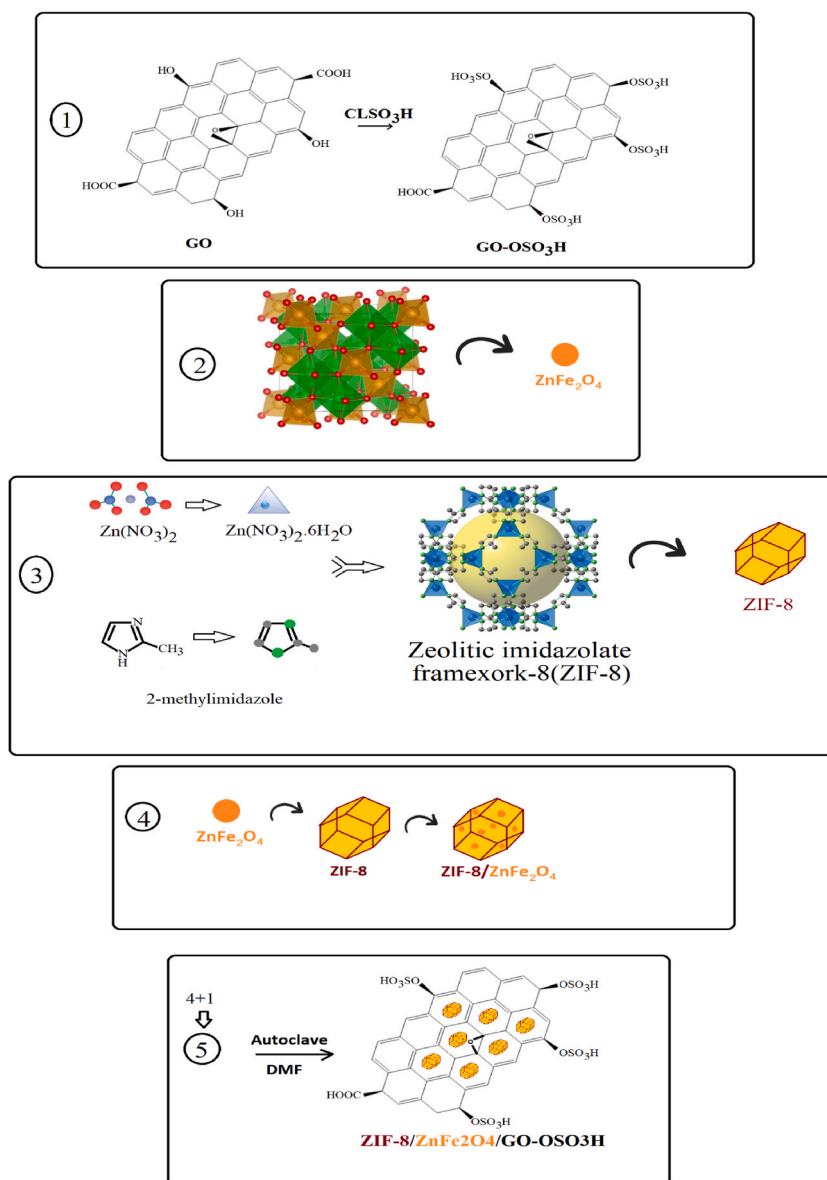 1
HO
COOH
O
OH
HOOC
OH
GO
CLSO₃H
HO₃SO
OSO₃H
O
OSO₃H
HOOC
OSO₃H
GO-OSO₃H
2
ZnFe₂O₄
3
Zn(NO₃)₂
Zn(NO₃)₂.6H₂O
N
N
H
CH₃
2-methylimidazole
Zeolitic imidazolate
framexork-8(ZIF-8)
ZIF-8
4
ZnFe₂O₄
ZIF-8
ZIF-8/ZnFe₂O₄
4+1
5
Autoclave
DMF
HO₃SO
OSO₃H
O
OSO₃H
HOOC
OSO₃H
ZIF-8/ZnFe2O4/GO-OSO3H